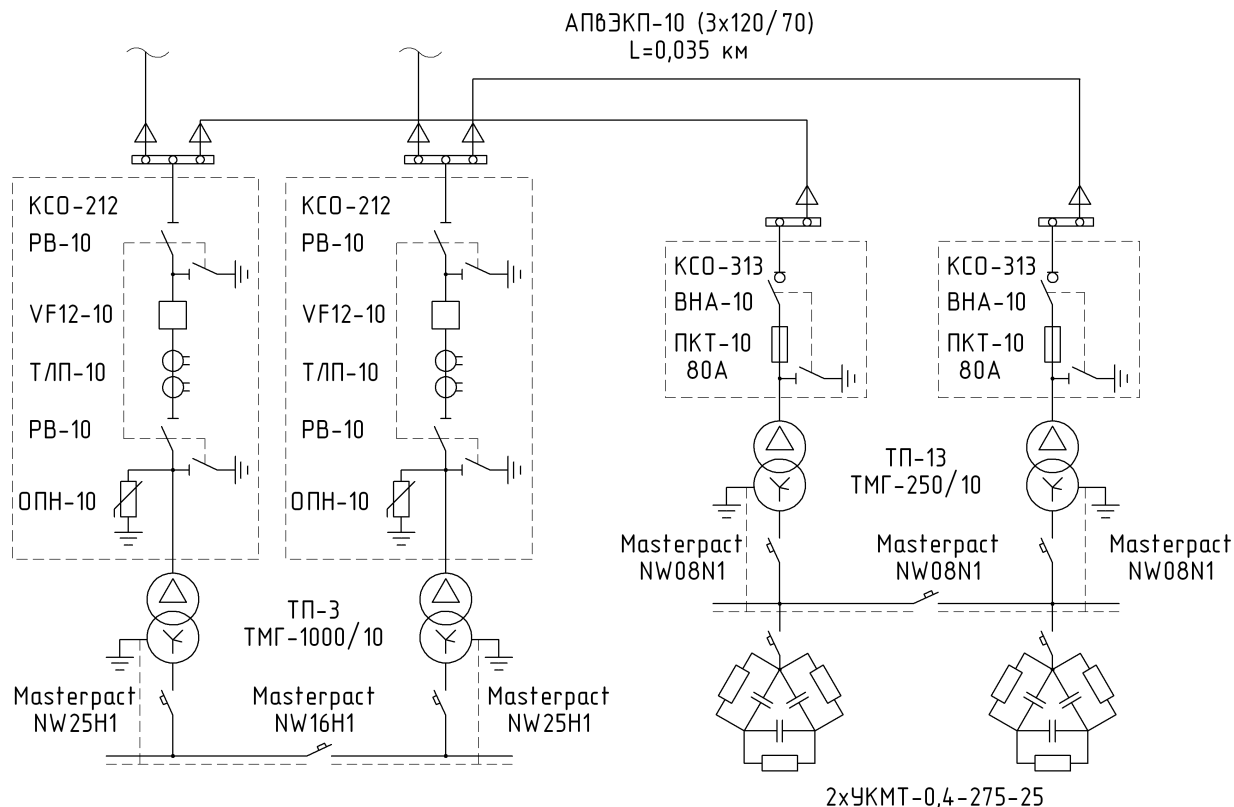 АПвЭКП-10 (3х120/70)
L=0,035 км
КСО-212
РВ-10
VF12-10
ТЛП-10
РВ-10
ОПН-10
КСО-212
РВ-10
VF12-10
ТЛП-10
РВ-10
ОПН-10
КСО-313
ВНА-10
ПКТ-10
80А
КСО-313
ВНА-10
ПКТ-10
80А
ТП-13
ТМГ-250/10
Masterpact
NW08N1
Masterpact
NW08N1
Masterpact
NW08N1
ТП-3
ТМГ-1000/10
Masterpact
NW25H1
Masterpact
NW16H1
Masterpact
NW25H1
2хУКМТ-0,4-275-25